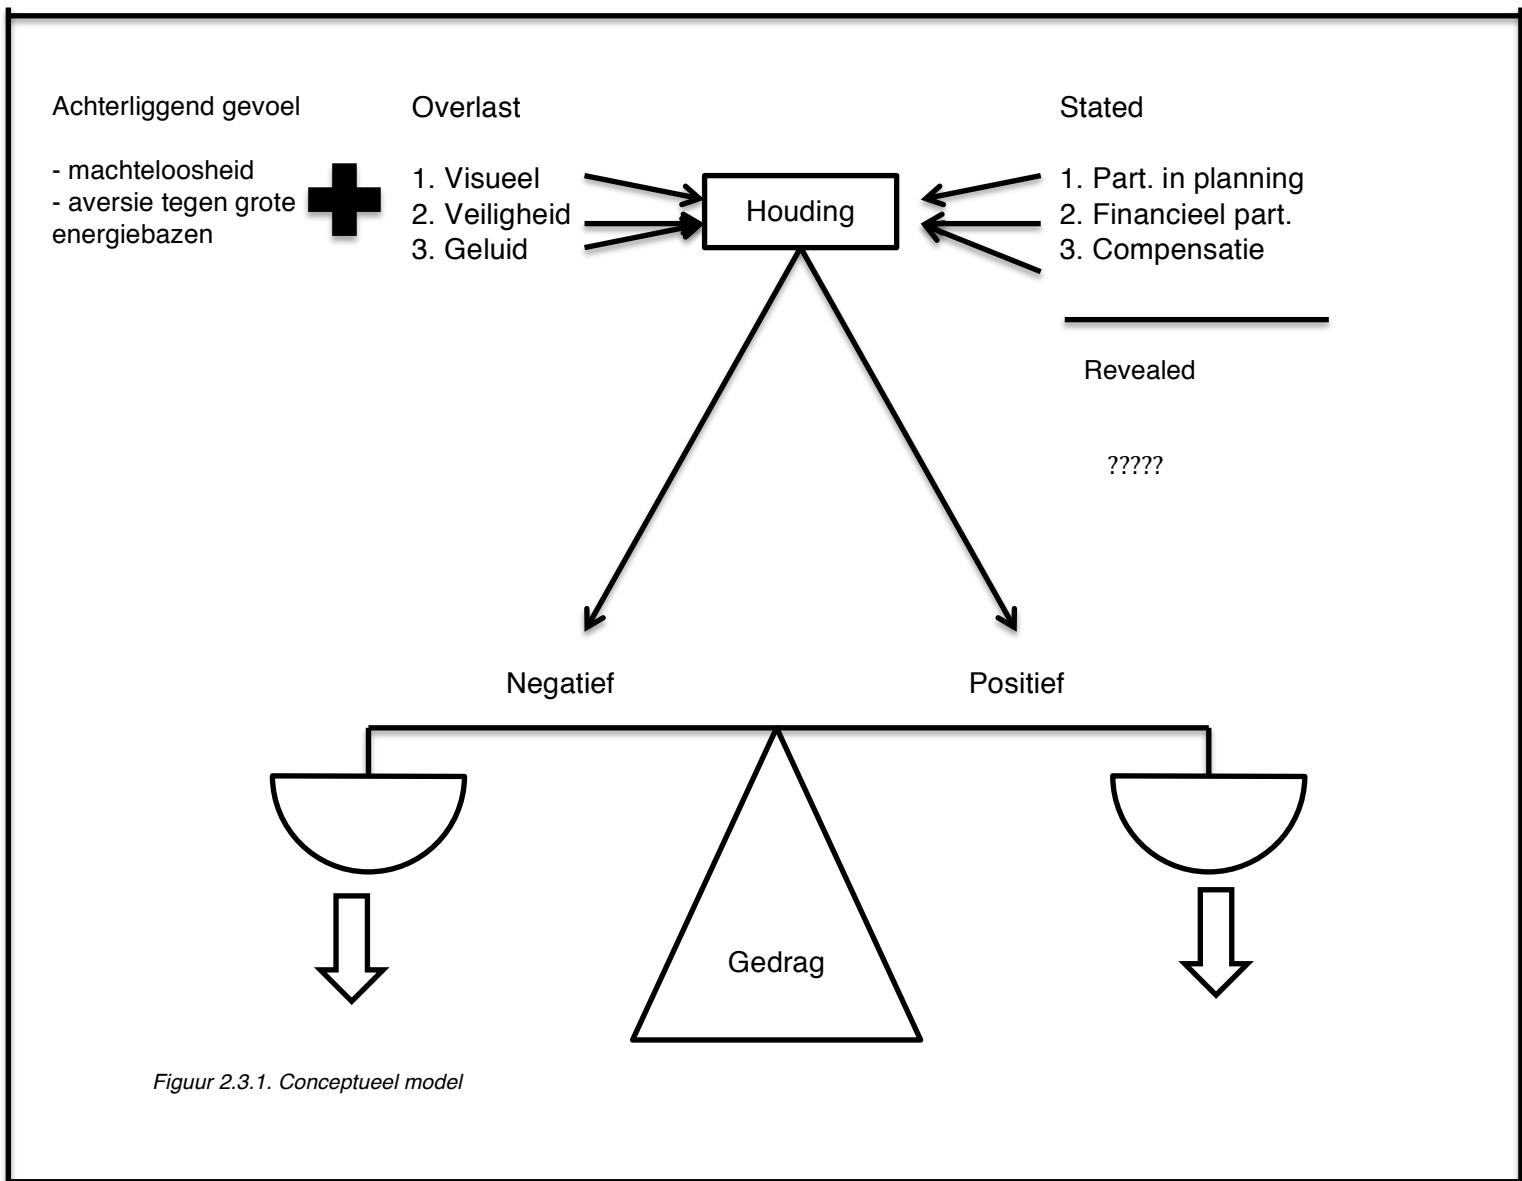 Achterliggend gevoel
- machteloosheid
- aversie tegen grote
energiebazen
Overlast
1. Visueel
2. Veiligheid
3. Geluid
Houding
Stated
1. Part. in planning
2. Financieel part.
3. Compensatie
Revealed
?????
Negatief
Positief
Gedrag
Figuur 2.3.1. Conceptueel model